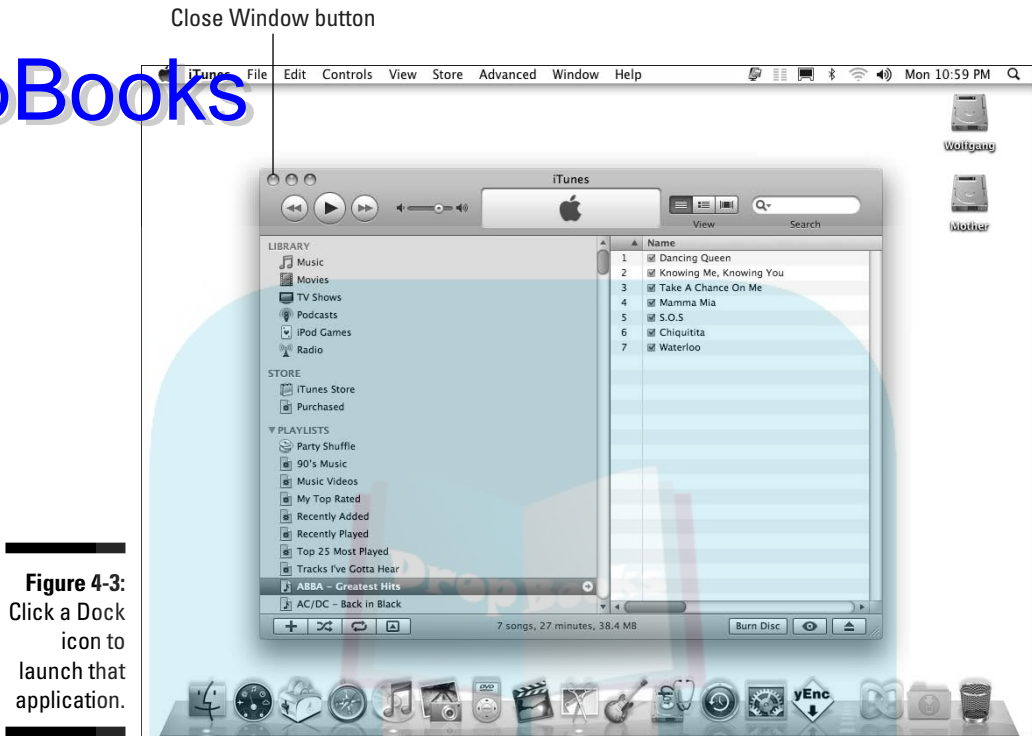 Close Window button
oBooks
iTunes File Edit Controls View Store Advanced Window Help Mon 10:59 PM
Wolfgang
Mother
iTunes
View Search
LIBRARY
Music
Movies
TV Shows
Podcasts
iPod Games
Radio
STORE
iTunes Store
Purchased
PLAYLISTS
Party Shuffle
90's Music
Music Videos
My Top Rated
Recently Added
Recently Played
Top 25 Most Played
Tracks I've Gotta Hear
ABBA – Greatest Hits
AC/DC – Back in Black
Name
1 Dancing Queen
2 Knowing Me, Knowing You
3 Take A Chance On Me
4 Mamma Mia
5 S.O.S
6 Chiquitita
7 Waterloo
7 songs, 27 minutes, 38.4 MB
Burn Disc
Drop Books
yEnc
Figure 4-3:
Click a Dock
icon to
launch that
application.